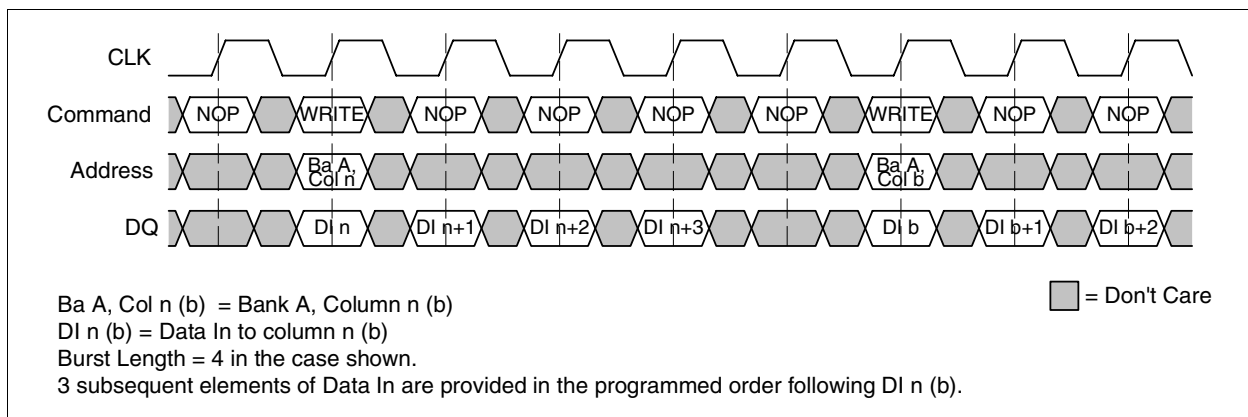 CLK
Command NOP WRITE NOP NOP NOP NOP WRITE NOP NOP
Address Ba A, Col n Ba A, Col b
DQ DI n DI n+1 DI n+2 DI n+3 DI b DI b+1 DI b+2
Ba A, Col n (b) = Bank A, Column n (b)
= Don't Care
DI n (b) = Data In to column n (b)
Burst Length = 4 in the case shown.
3 subsequent elements of Data In are provided in the programmed order following DI n (b).